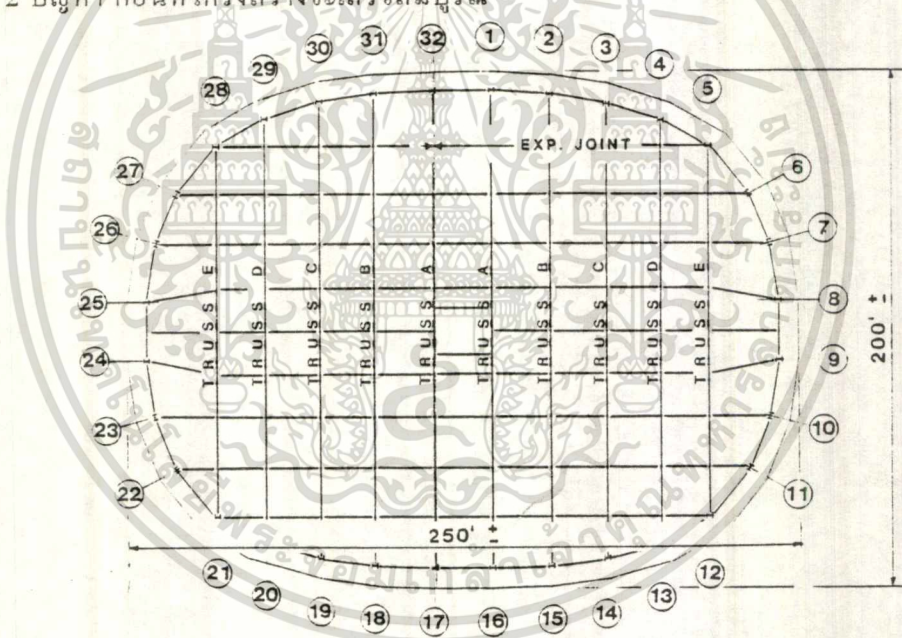 28 29 30 31 32 1 2 3 4 5
EXP. JOINT
27 6
26 7
TRUSS E TRUSS D TRUSS C TRUSS B TRUSS A TRUSS A TRUSS B TRUSS C TRUSS D TRUSS E
25 8
200' ±
24 9
23 10
22 11
250' ±
21 20 19 18 17 16 15 14 13 12